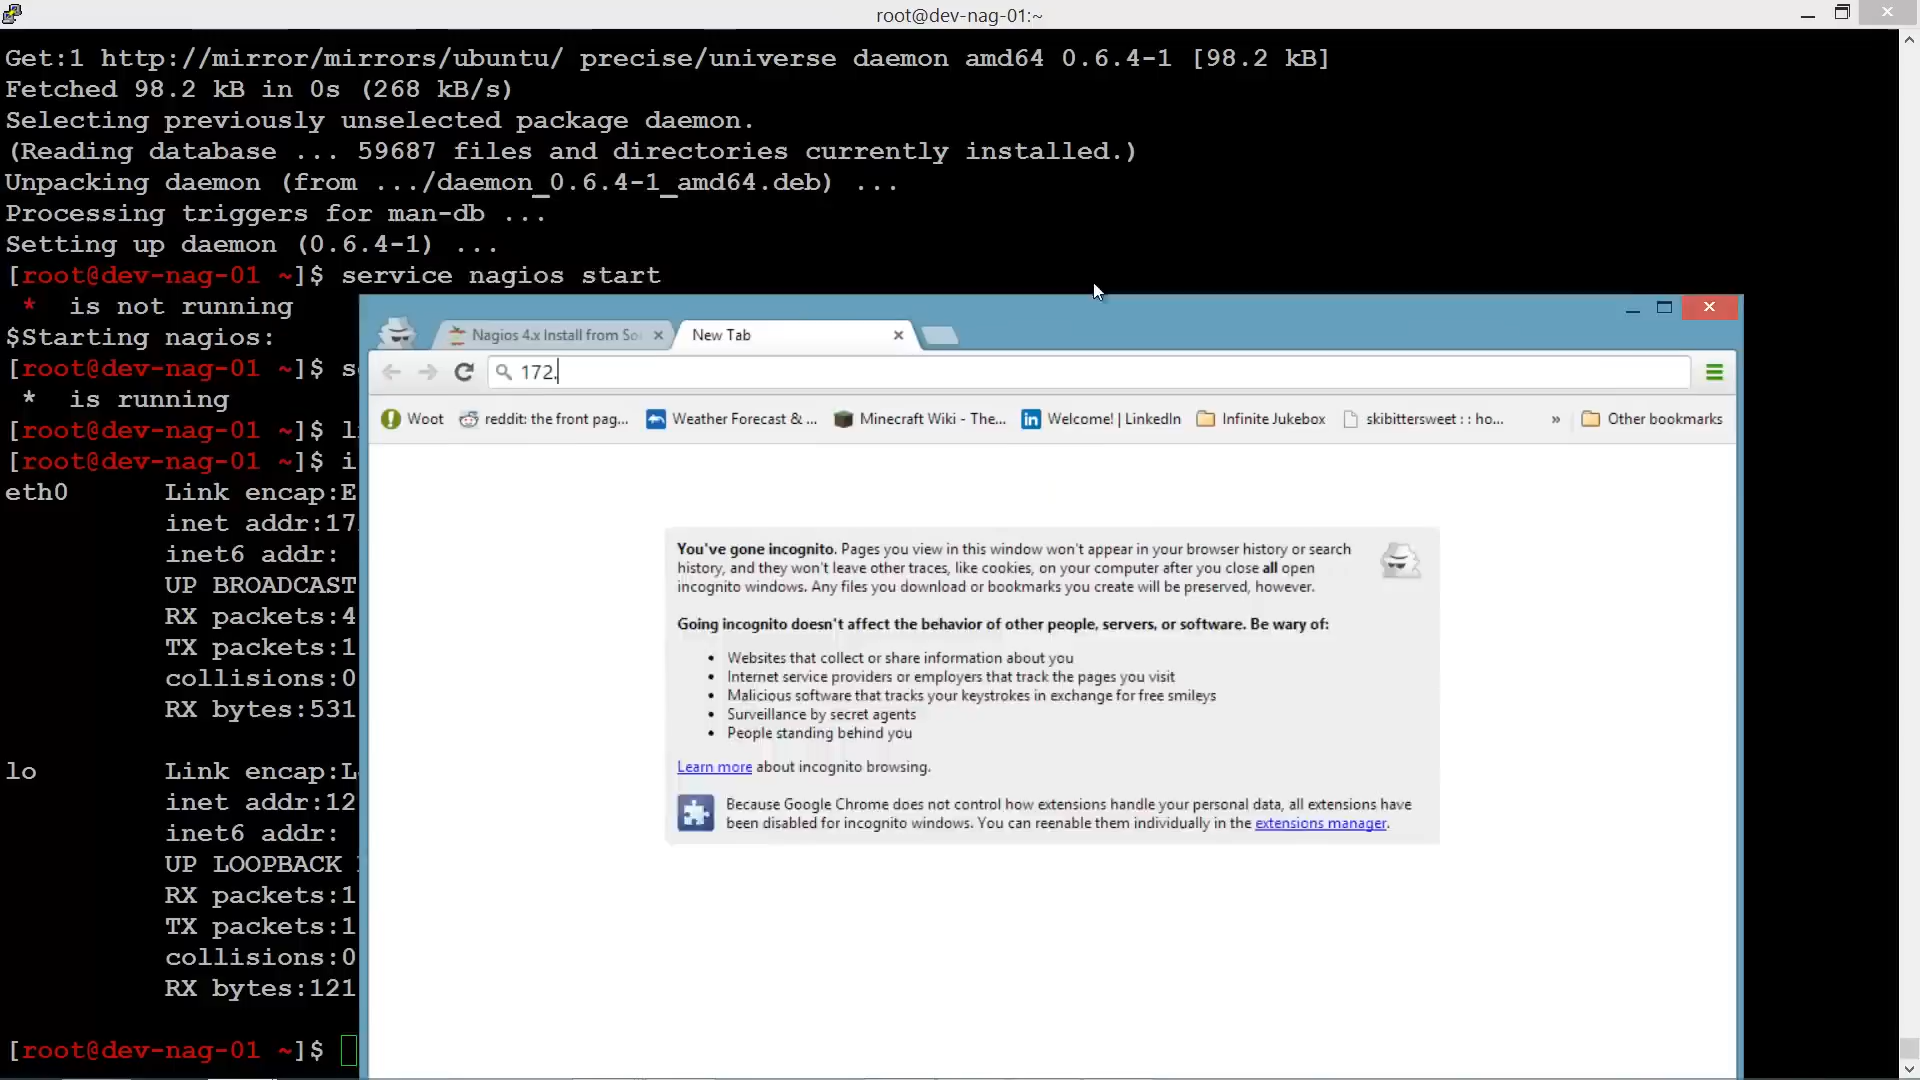 root@dev-nag-01:~
Get:1 http://mirror/mirrors/ubuntu/ precise/universe daemon amd64 0.6.4-1 [98.2 kB]
Fetched 98.2 kB in 0s (268 kB/s)
Selecting previously unselected package daemon.
(Reading database ... 59687 files and directories currently installed.)
Unpacking daemon (from .../daemon_0.6.4-1_amd64.deb) ...
Processing triggers for man-db ...
Setting up daemon (0.6.4-1) ...
[root@dev-nag-01 ~]$ service nagios start
* is not running
$Starting nagios:
[root@dev-nag-01 ~]$ s
* is running
[root@dev-nag-01 ~]$ l
[root@dev-nag-01 ~]$ i
eth0 Link encap:E
inet addr:17
inet6 addr:
UP BROADCAST
RX packets:4
TX packets:1
collisions:0
RX bytes:531
lo Link encap:L
inet addr:12
inet6 addr:
UP LOOPBACK
RX packets:1
TX packets:1
collisions:0
RX bytes:121
[root@dev-nag-01 ~]$
Nagios 4.x Install from So
New Tab
172.
Woot
reddit: the front pag...
Weather Forecast & ...
Minecraft Wiki - The...
Welcome! | LinkedIn
Infinite Jukebox
skibittersweet : : ho...
»
Other bookmarks
You've gone incognito. Pages you view in this window won't appear in your browser history or search
history, and they won't leave other traces, like cookies, on your computer after you close all open
incognito windows. Any files you download or bookmarks you create will be preserved, however.
Going incognito doesn't affect the behavior of other people, servers, or software. Be wary of:
• Websites that collect or share information about you
• Internet service providers or employers that track the pages you visit
• Malicious software that tracks your keystrokes in exchange for free smileys
• Surveillance by secret agents
• People standing behind you
Learn more about incognito browsing.
Because Google Chrome does not control how extensions handle your personal data, all extensions have
been disabled for incognito windows. You can reenable them individually in the extensions manager.